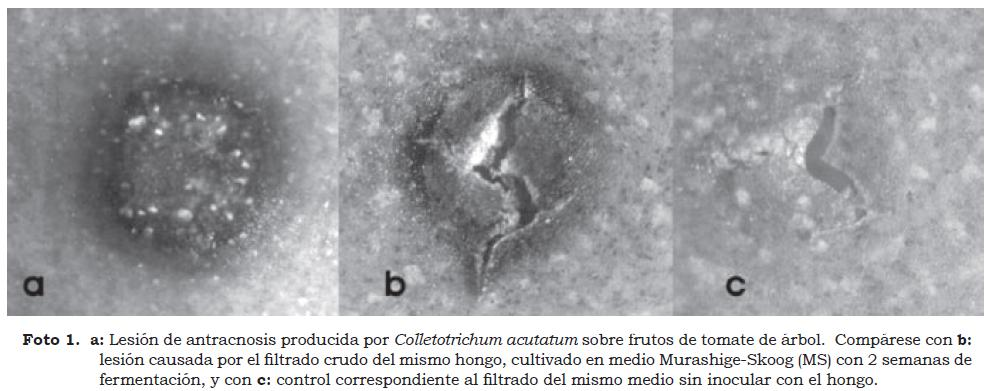 a b c
Foto 1. a: Lesión de antracnosis producida por Colletotrichum acutatum sobre frutos de tomate de árbol. Compárese con b:
lesión causada por el filtrado crudo del mismo hongo, cultivado en medio Murashige-Skoog (MS) con 2 semanas de
fermentación, y con c: control correspondiente al filtrado del mismo medio sin inocular con el hongo.